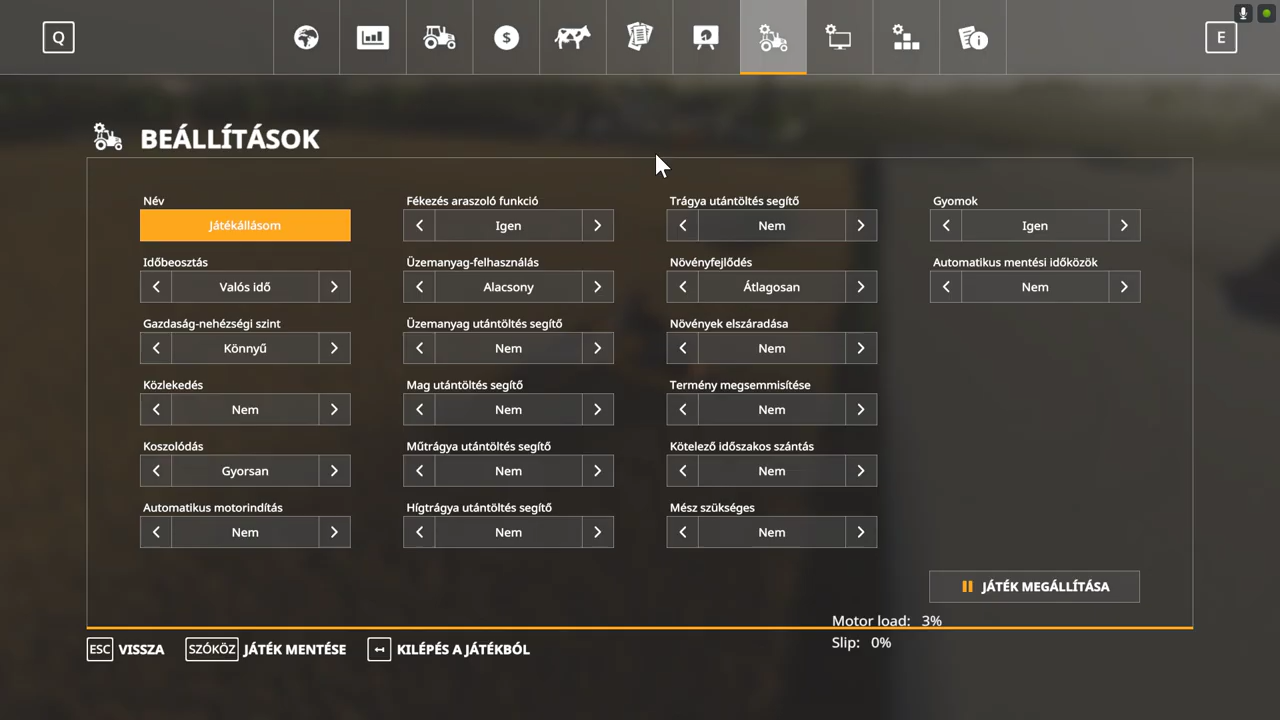 Q
E
BEÁLLÍTÁSOK
Név
Játékállásom
Időbeosztás
Valós idő
Gazdaság-nehézségi szint
Könnyű
Közlekedés
Nem
Koszolódás
Gyorsan
Automatikus motorindítás
Nem
Fékezés araszoló funkció
Igen
Üzemanyag-felhasználás
Alacsony
Üzemanyag utántöltés segítő
Nem
Mag utántöltés segítő
Nem
Műtrágya utántöltés segítő
Nem
Hígtrágya utántöltés segítő
Nem
Trágya utántöltés segítő
Nem
Növényfejlődés
Átlagosan
Növények elszáradása
Nem
Termény megsemmisítése
Nem
Kötelező időszakos szántás
Nem
Mész szükséges
Nem
Gyomok
Igen
Automatikus mentési időközök
Nem
JÁTÉK MEGÁLLÍTÁSA
Motor load: 3%
Slip: 0%
ESC VISSZA SZÓKÖZ JÁTÉK MENTÉSE KILÉPÉS A JÁTÉKBÓL